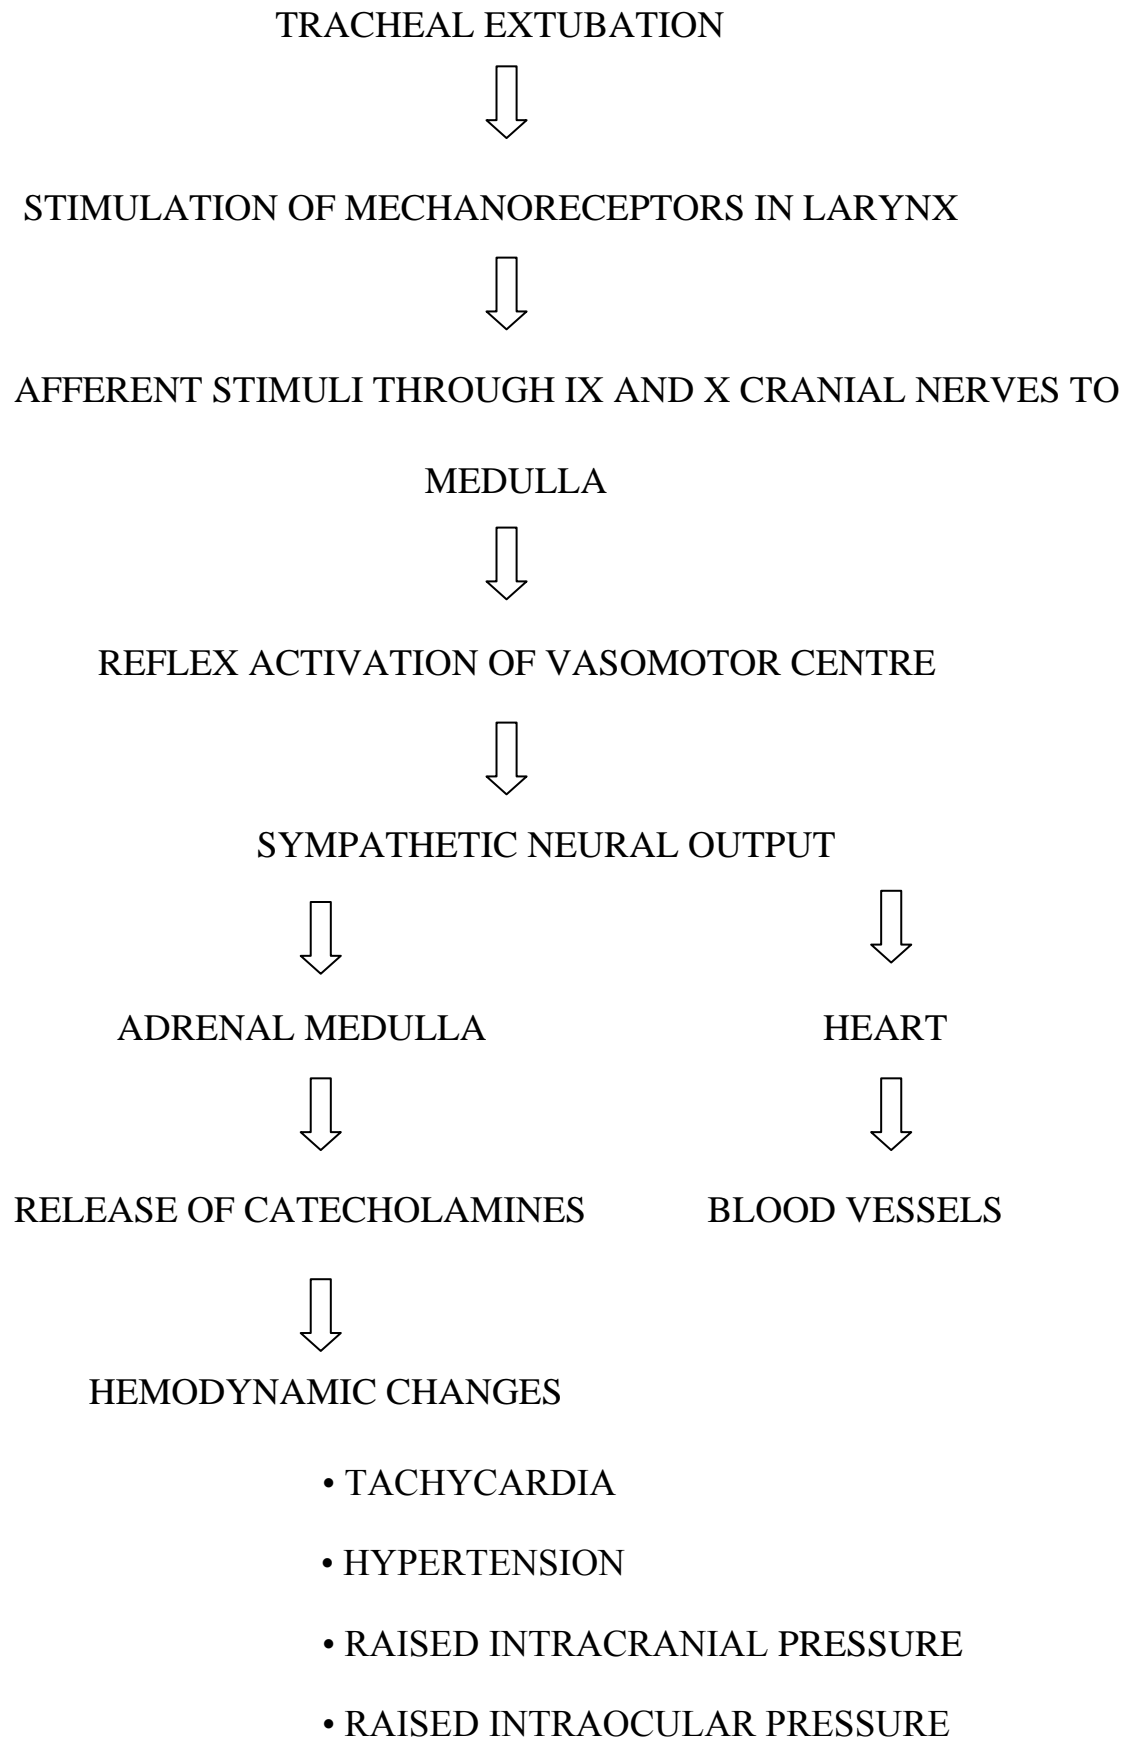 TRACHEAL EXTUBATION
STIMULATION OF MECHANORECEPTORS IN LARYNX
AFFERENT STIMULI THROUGH IX AND X CRANIAL NERVES TO
MEDULLA
REFLEX ACTIVATION OF VASOMOTOR CENTRE
SYMPATHETIC NEURAL OUTPUT
ADRENAL MEDULLA HEART
RELEASE OF CATECHOLAMINES BLOOD VESSELS
HEMODYNAMIC CHANGES
• TACHYCARDIA
• HYPERTENSION
• RAISED INTRACRANIAL PRESSURE
• RAISED INTRAOCULAR PRESSURE